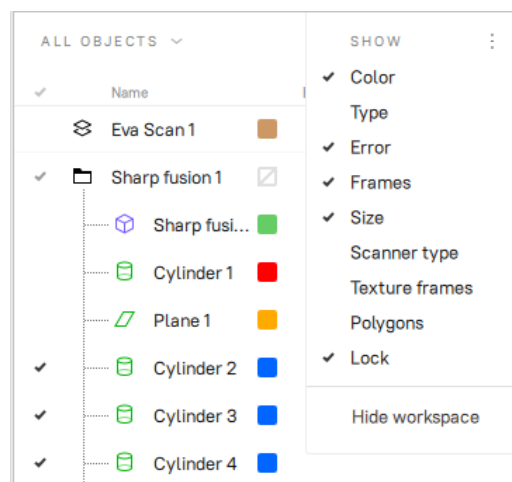 ALL OBJECTS
Name
Eva Scan 1
Sharp fusion 1
Sharp fusi...
Cylinder 1
Plane 1
Cylinder 2
Cylinder 3
Cylinder 4
SHOW
Color
Type
Error
Frames
Size
Scanner type
Texture frames
Polygons
Lock
Hide workspace